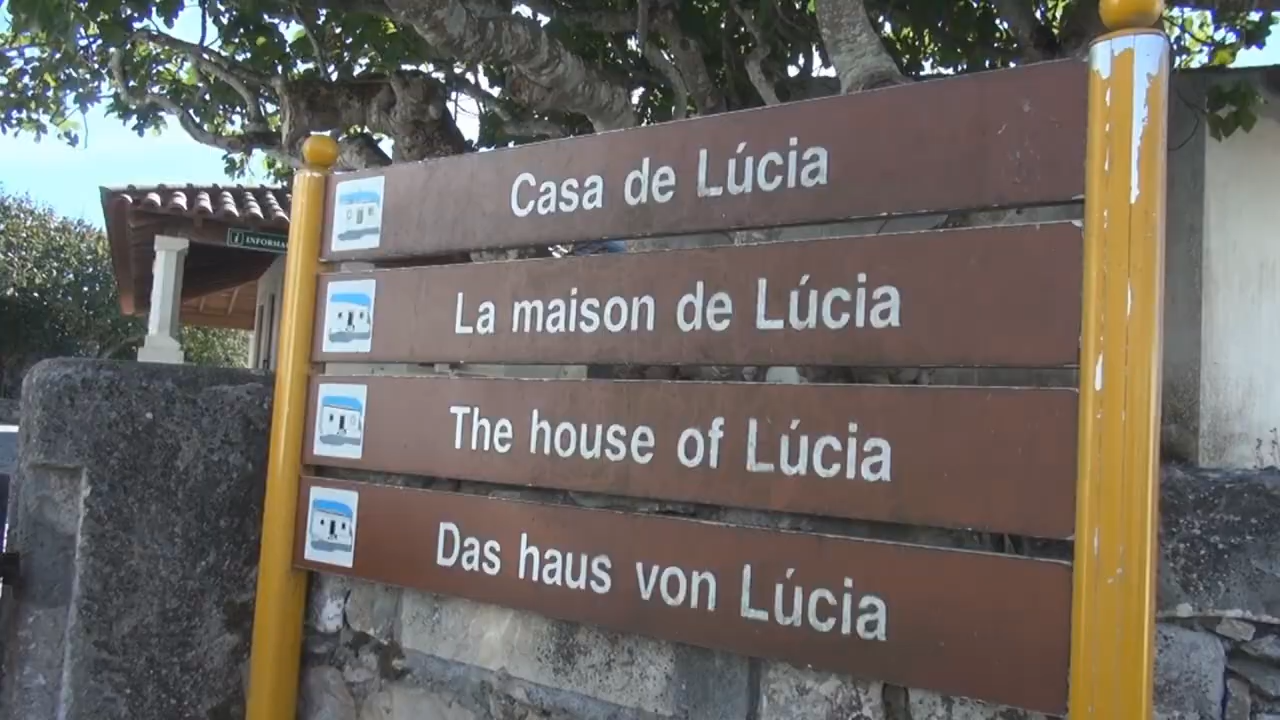 Casa de Lúcia
La maison de Lúcia
The house of Lúcia
Das haus von Lúcia